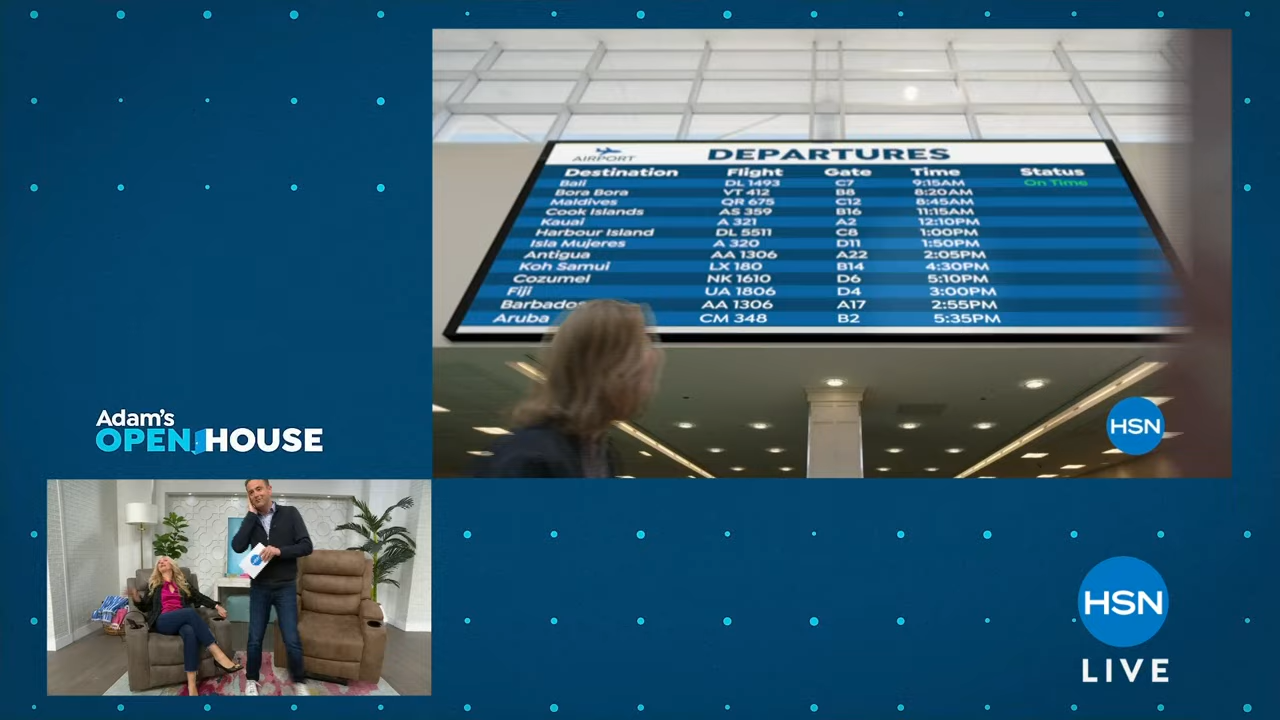 AIRPORT
DEPARTURES
Destination Flight Gate Time Status
Bali DL 1493 C7 9:15AM On Time
Bora Bora VT 412 B8 8:20AM
Maldives QR 675 C12 8:45AM
Cook Islands AS 359 B16 11:15AM
Kauai A 321 A2 12:10PM
Harbour Island DL 5511 C8 1:00PM
Isla Mujeres A 320 D11 1:50PM
Antigua AA 1306 A22 2:05PM
Koh Samui LX 180 B14 4:30PM
Cozumel NK 1610 D6 5:10PM
Fiji UA 1806 D4 3:00PM
Barbados AA 1306 A17 2:55PM
Aruba CM 348 B2 5:35PM
HSN
Adam's
OPEN HOUSE
HSN
LIVE